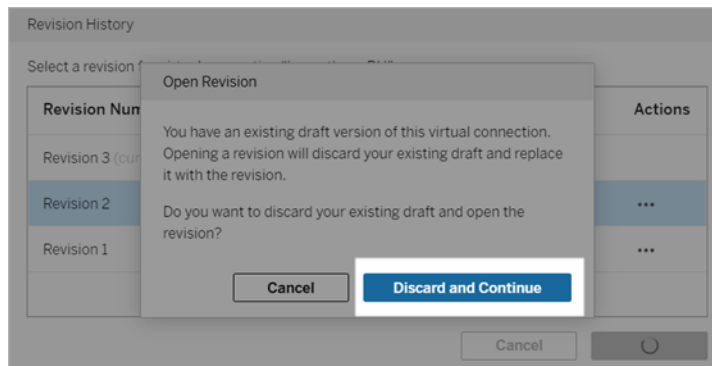 Revision History
Select a revision
Open Revision
Revision Num
Actions
You have an existing draft version of this virtual connection.
Opening a revision will discard your existing draft and replace
it with the revision.
Revision 3 (cur
Revision 2
•••
Do you want to discard your existing draft and open the
revision?
Revision 1
•••
Cancel
Discard and Continue
Cancel